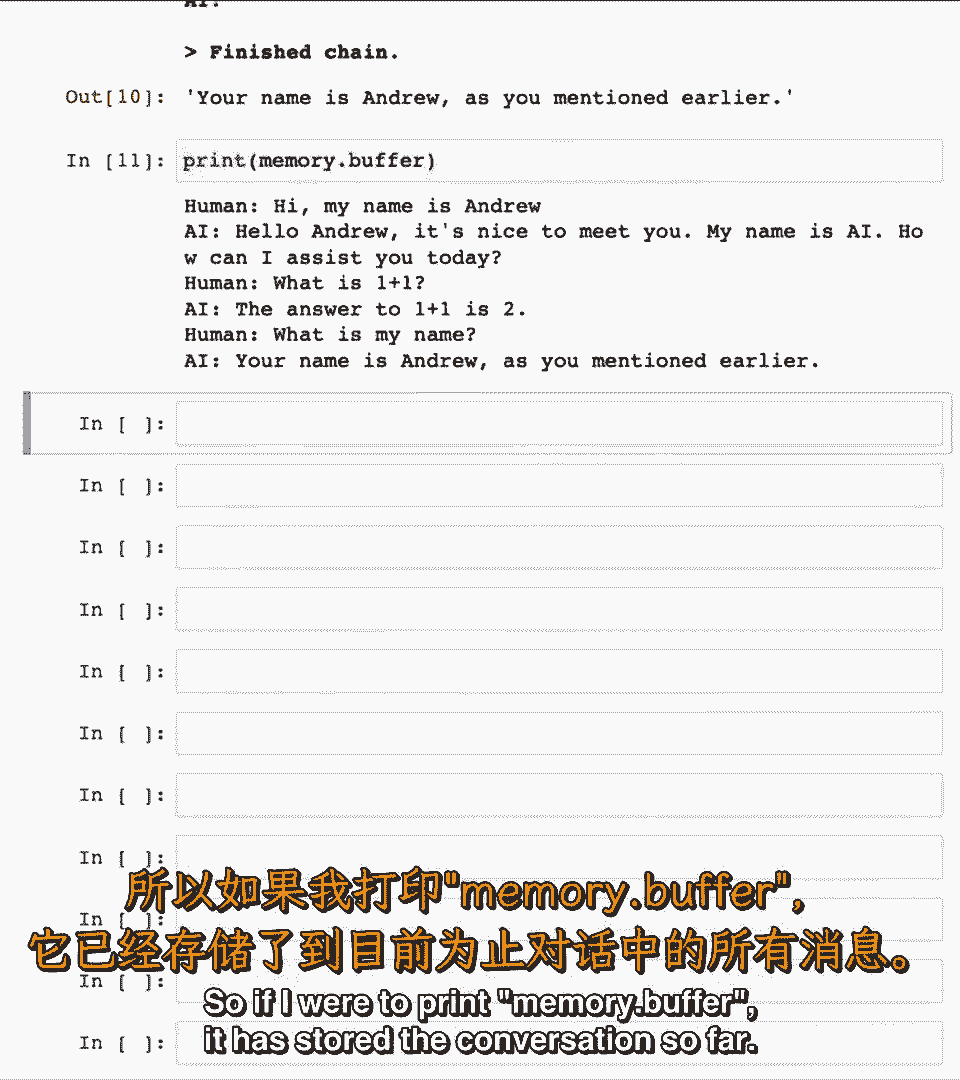 AI:
> Finished chain.
Out[10]: 'Your name is Andrew, as you mentioned earlier.'
In [11]: print(memory.buffer)
Human: Hi, my name is Andrew
AI: Hello Andrew, it's nice to meet you. My name is AI. Ho
w can I assist you today?
Human: What is 1+1?
AI: The answer to 1+1 is 2.
Human: What is my name?
AI: Your name is Andrew, as you mentioned earlier.
In [ ]:
In [ ]:
In [ ]:
In [ ]:
In [ ]:
In [ ]:
In [ ]:
In [ ]:
所以如果我打印"memory.buffer",
In [ ]:
它已经存储了到目前为止对话中的所有消息。
In [ ]:
So if I were to print "memory.buffer",
it has stored the conversation so far.
In [ ]: